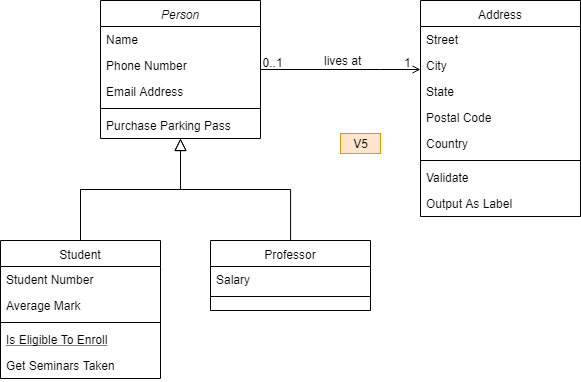 Person
Name
Phone Number
Email Address
Purchase Parking Pass
0..1
lives at
1
Address
Street
City
State
Postal Code
Country
Validate
Output As Label
V5
Student
Student Number
Average Mark
Is Eligible To Enroll
Get Seminars Taken
Professor
Salary